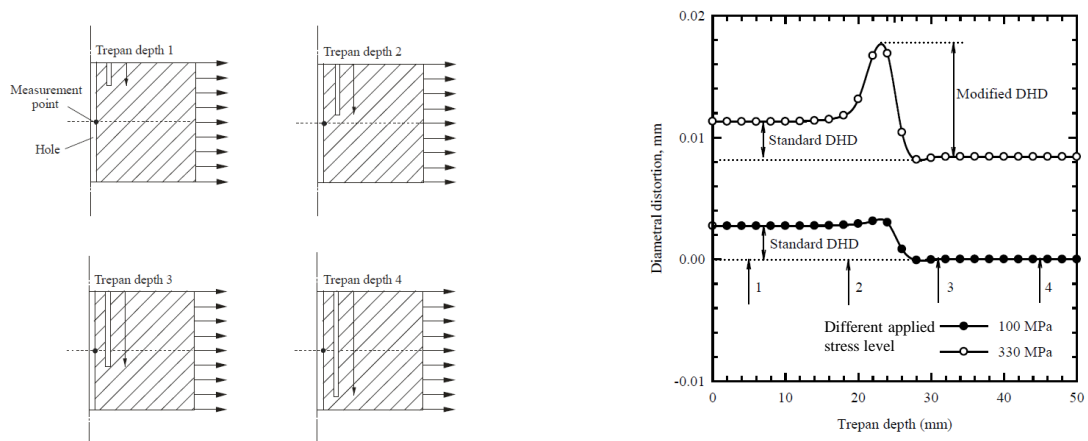 Trepan depth 1
Measurement
point
Hole
Trepan depth 2
Trepan depth 3
Trepan depth 4
Diametral distortion, mm
0.02
0.01
0.00
-0.01
Standard DHD
Modified DHD
Standard DHD
1
2
3
4
Different applied
stress level
100 MPa
330 MPa
0
10
20
30
40
50
Trepan depth (mm)